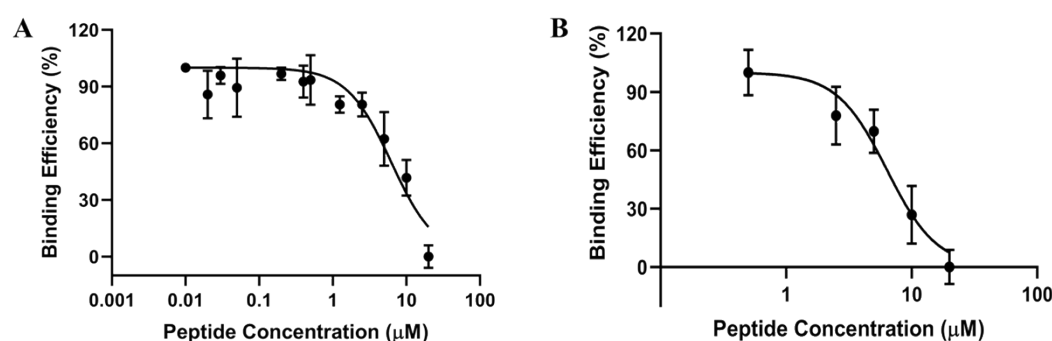 A
Binding Efficiency (%)
120
90
60
30
0
0.001 0.01 0.1 1 10 100
Peptide Concentration (μM)
B
Binding Efficiency (%)
120
90
60
30
0
1 10 100
Peptide Concentration (μM)